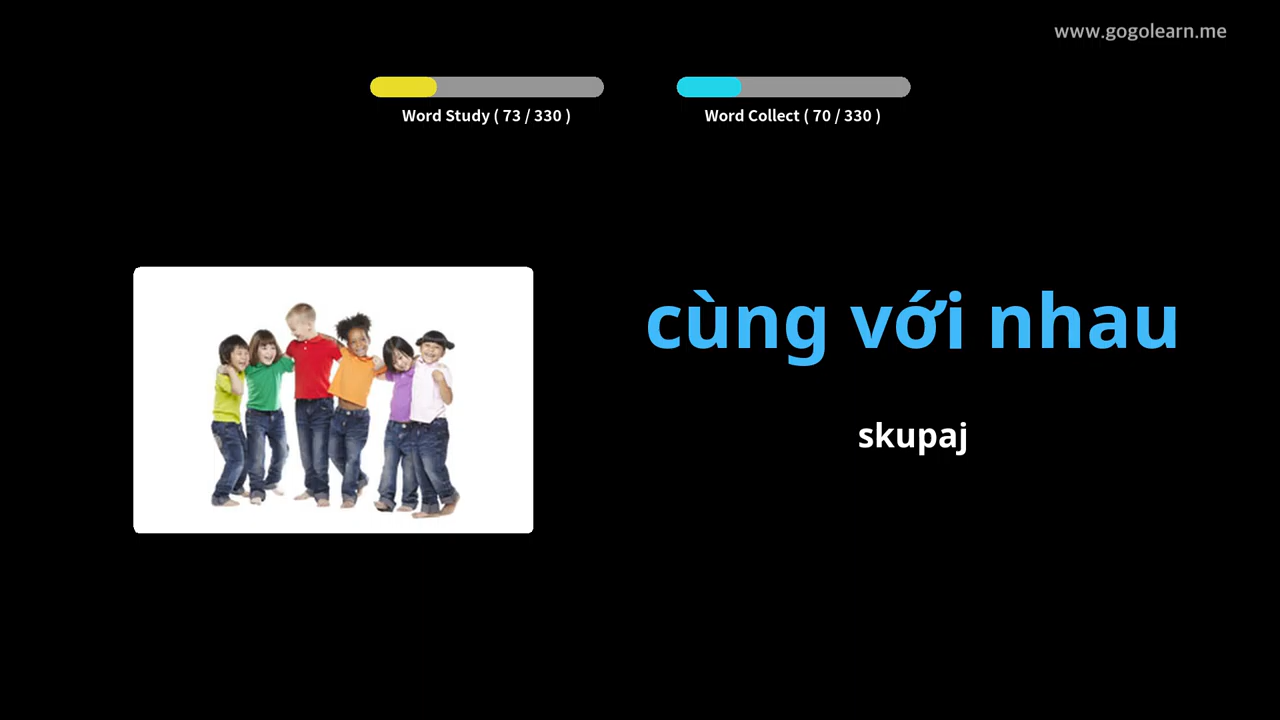 www.gogolearn.me
Word Study ( 73 / 330 )
Word Collect ( 70 / 330 )
cùng với nhau
skupaj